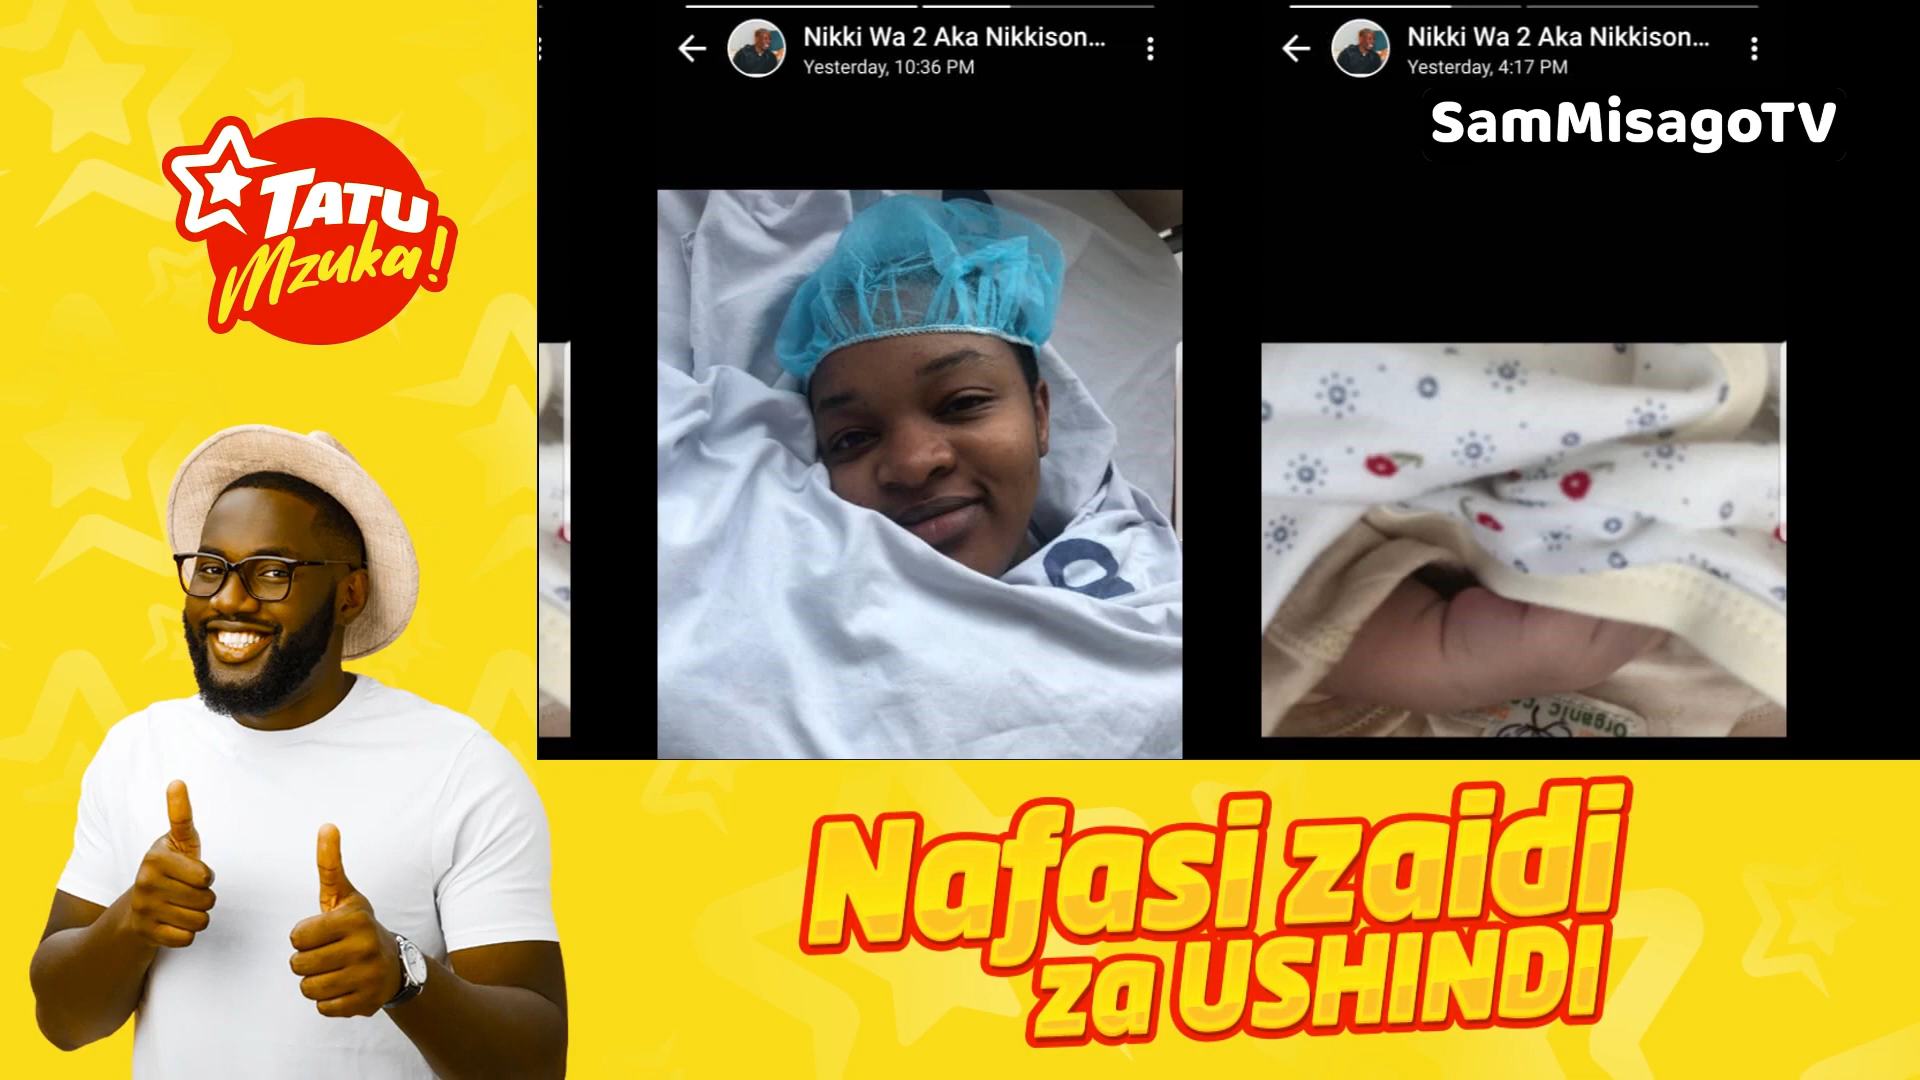 TATU
Mzuka!
Nikki Wa 2 Aka Nikkison...
Yesterday, 10:36 PM
Nikki Wa 2 Aka Nikkison...
Yesterday, 4:17 PM
SamMisagoTV
Organic
Nafasi zaidi
za USHINDI